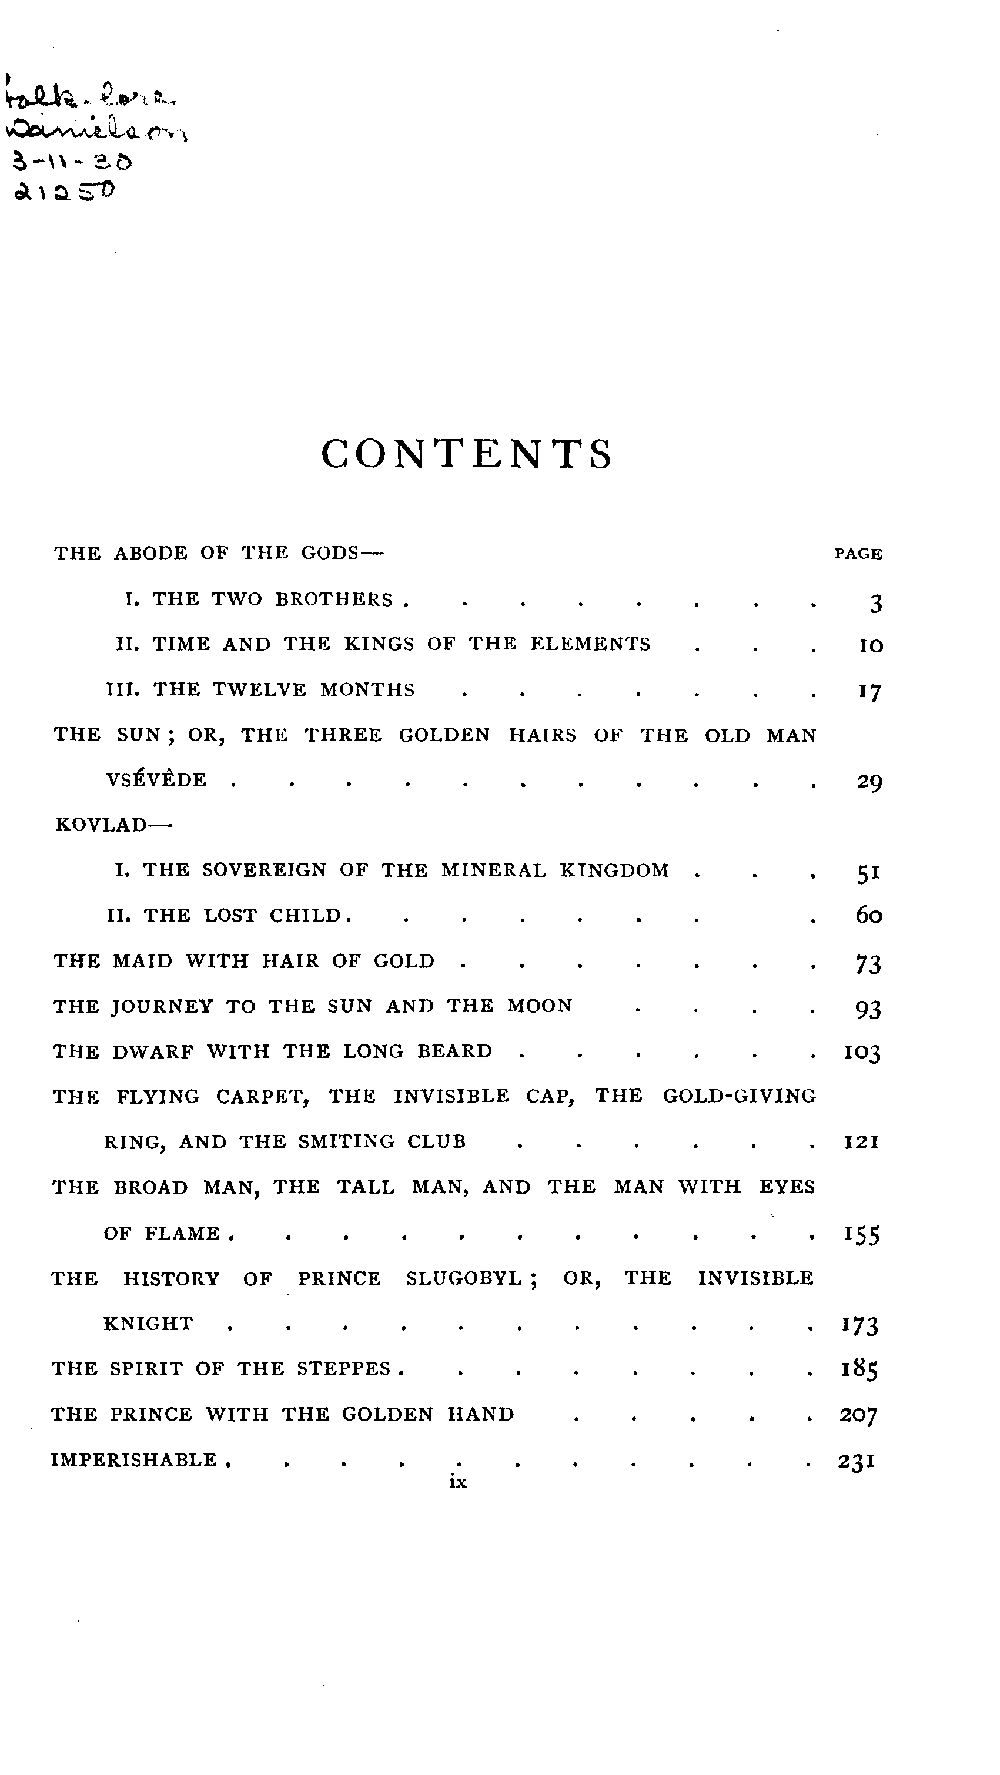 Folk-lore
Danielson
3-11-30
21250
CONTENTS
THE ABODE OF THE GODS— PAGE
I. THE TWO BROTHERS . . . . . . . . 3
II. TIME AND THE KINGS OF THE ELEMENTS . . . 10
III. THE TWELVE MONTHS . . . . . . . 17
THE SUN; OR, THE THREE GOLDEN HAIRS OF THE OLD MAN
VSÉVÊDE . . . . . . . . . . . 29
KOVLAD—
I. THE SOVEREIGN OF THE MINERAL KINGDOM . . . 51
II. THE LOST CHILD . . . . . . . . 60
THE MAID WITH HAIR OF GOLD . . . . . . . 73
THE JOURNEY TO THE SUN AND THE MOON . . . . 93
THE DWARF WITH THE LONG BEARD . . . . . . 103
THE FLYING CARPET, THE INVISIBLE CAP, THE GOLD-GIVING
RING, AND THE SMITING CLUB . . . . . . 121
THE BROAD MAN, THE TALL MAN, AND THE MAN WITH EYES
OF FLAME . . . . . . . . . . . 155
THE HISTORY OF PRINCE SLUGOBYL; OR, THE INVISIBLE
KNIGHT . . . . . . . . . . . 173
THE SPIRIT OF THE STEPPES . . . . . . . . 185
THE PRINCE WITH THE GOLDEN HAND . . . . . 207
IMPERISHABLE . . . . . . . . . . . 231
ix